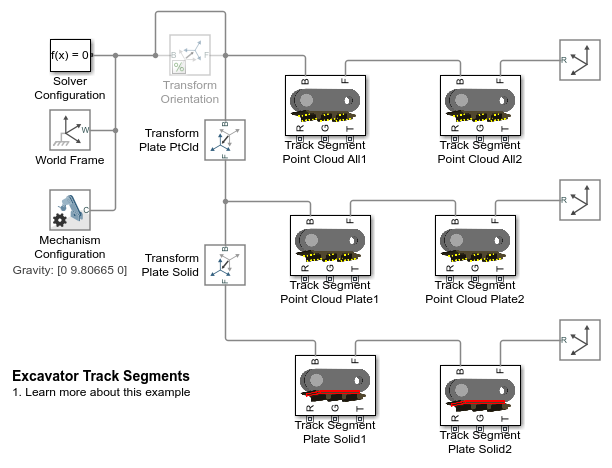 f(x) = 0
Solver
Configuration
B
F
%
Transform
Orientation
W
World Frame
C
Mechanism
Configuration
Gravity: [0 9.80665 0]
Transform
Plate PtCld
B
F
Transform
Plate Solid
B
F
B
F
R
G
T
Track Segment
Point Cloud All1
B
F
R
G
T
Track Segment
Point Cloud All2
R
B
F
R
G
T
Track Segment
Point Cloud Plate1
B
F
R
G
T
Track Segment
Point Cloud Plate2
R
B
F
R
G
T
Track Segment
Plate Solid1
B
F
R
G
T
Track Segment
Plate Solid2
R
Excavator Track Segments
1. Learn more about this example